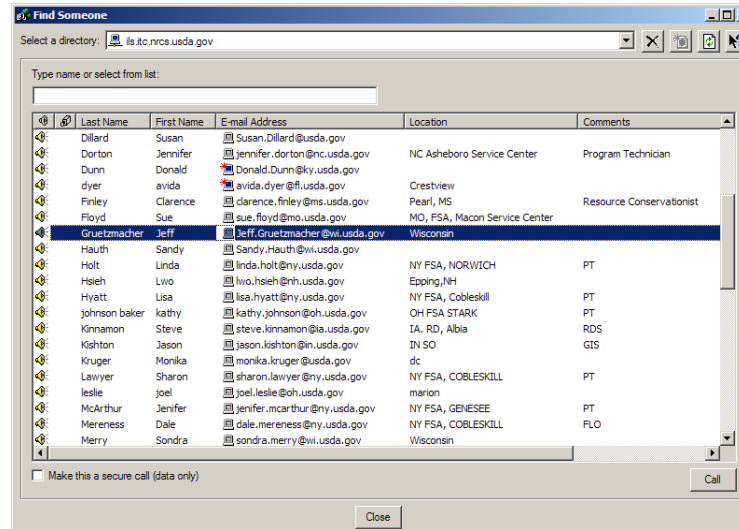 Find Someone
Select a directory: ils.itc.nrcs.usda.gov
Type name or select from list:
Last Name First Name E-mail Address Location Comments
Dillard Susan Susan.Dillard@usda.gov
Dorton Jennifer jennifer.dorton@nc.usda.gov NC Asheboro Service Center Program Technician
Dunn Donald Donald.Dunn@ky.usda.gov
dyer avida avida.dyer@fl.usda.gov Crestview
Finley Clarence clarence.finley@ms.usda.gov Pearl, MS Resource Conservationist
Floyd Sue sue.floyd@mo.usda.gov MO, FSA, Macon Service Center
Gruetzmacher Jeff Jeff.Gruetzmacher@wi.usda.gov Wisconsin
Hauth Sandy Sandy.Hauth@wi.usda.gov
Holt Linda linda.holt@ny.usda.gov NY FSA, NORWICH PT
Hsieh Lwo lwo.hsieh@nh.usda.gov Epping,NH
Hyatt Lisa lisa.hyatt@ny.usda.gov NY FSA, Cobleskill PT
johnson baker kathy kathy.johnson@oh.usda.gov OH FSA STARK PT
Kinnamon Steve steve.kinnamon@ia.usda.gov IA. RD, Albia RDS
Kishton Jason jason.kishton@in.usda.gov IN SO GIS
Kruger Monika monika.kruger@usda.gov dc
Lawyer Sharon sharon.lawyer@ny.usda.gov NY FSA, COBLESKILL PT
leslie joel joel.leslie@oh.usda.gov marion
McArthur Jenifer jenifer.mcarthur@ny.usda.gov NY FSA, GENESEE PT
Mereness Dale dale.mereness@ny.usda.gov NY FSA, COBLESKILL FLO
Merry Sondra sondra.merry@wi.usda.gov Wisconsin
Make this a secure call (data only)
Call
Close